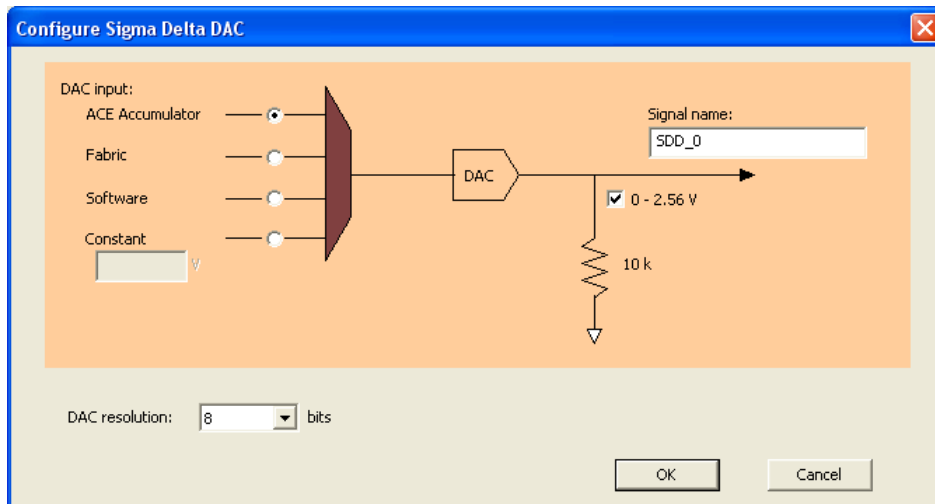 Configure Sigma Delta DAC
DAC input:
ACE Accumulator
Fabric
Software
Constant
V
DAC
Signal name:
SDD_0
0 - 2.56 V
10 k
DAC resolution: 8 bits
OK Cancel